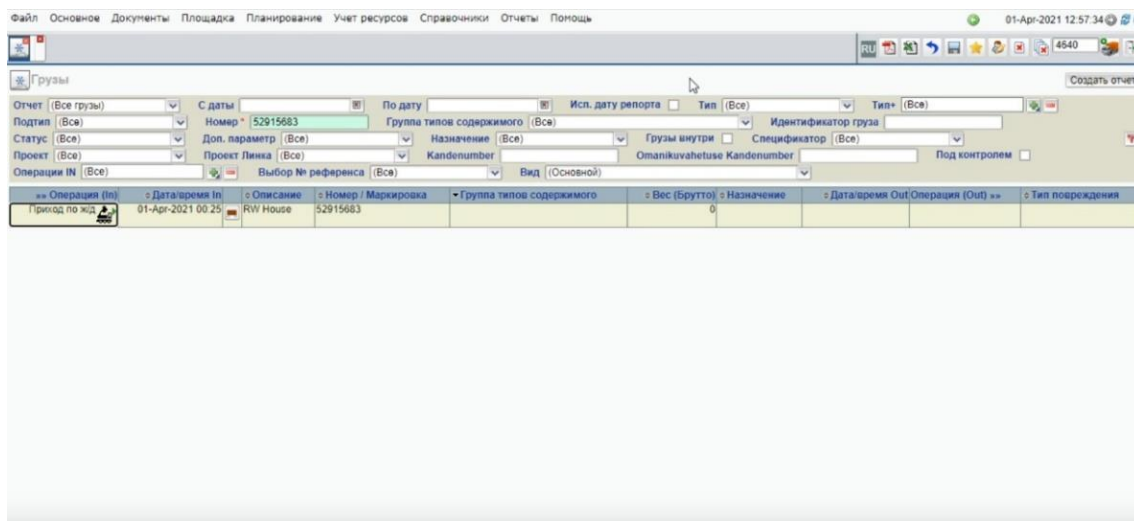 Файл Основное Документы Площадка Планирование Учет ресурсов Справочники Отчеты Помощь 01-Apr-2021 12:57:34
RU 4640
Грузы Создать отчет
Отчет (Все грузы) С даты По дату Исп. дату репорта Тип (Все) Тип+ (Все)
Подтип (Все) Номер * 52915683 Группа типов содержимого (Все) Идентификатор груза
Статус (Все) Доп. параметр (Все) Назначение (Все) Грузы внутри Спецификатор (Все)
Проект (Все) Проект Линка (Все) Kandenumber Omanikuvahetuse Kandenumber Под контролем
Операции IN (Все) Выбор № референса (Все) Вид (Основной)
»» Операция (In) Дата/время In Описание Номер / Маркировка Группа типов содержимого Вес (Брутто) Назначение Дата/время Out Операция (Out) »» Тип повреждения
Приход по ж/д 01-Apr-2021 00:25 RW House 52915683 0